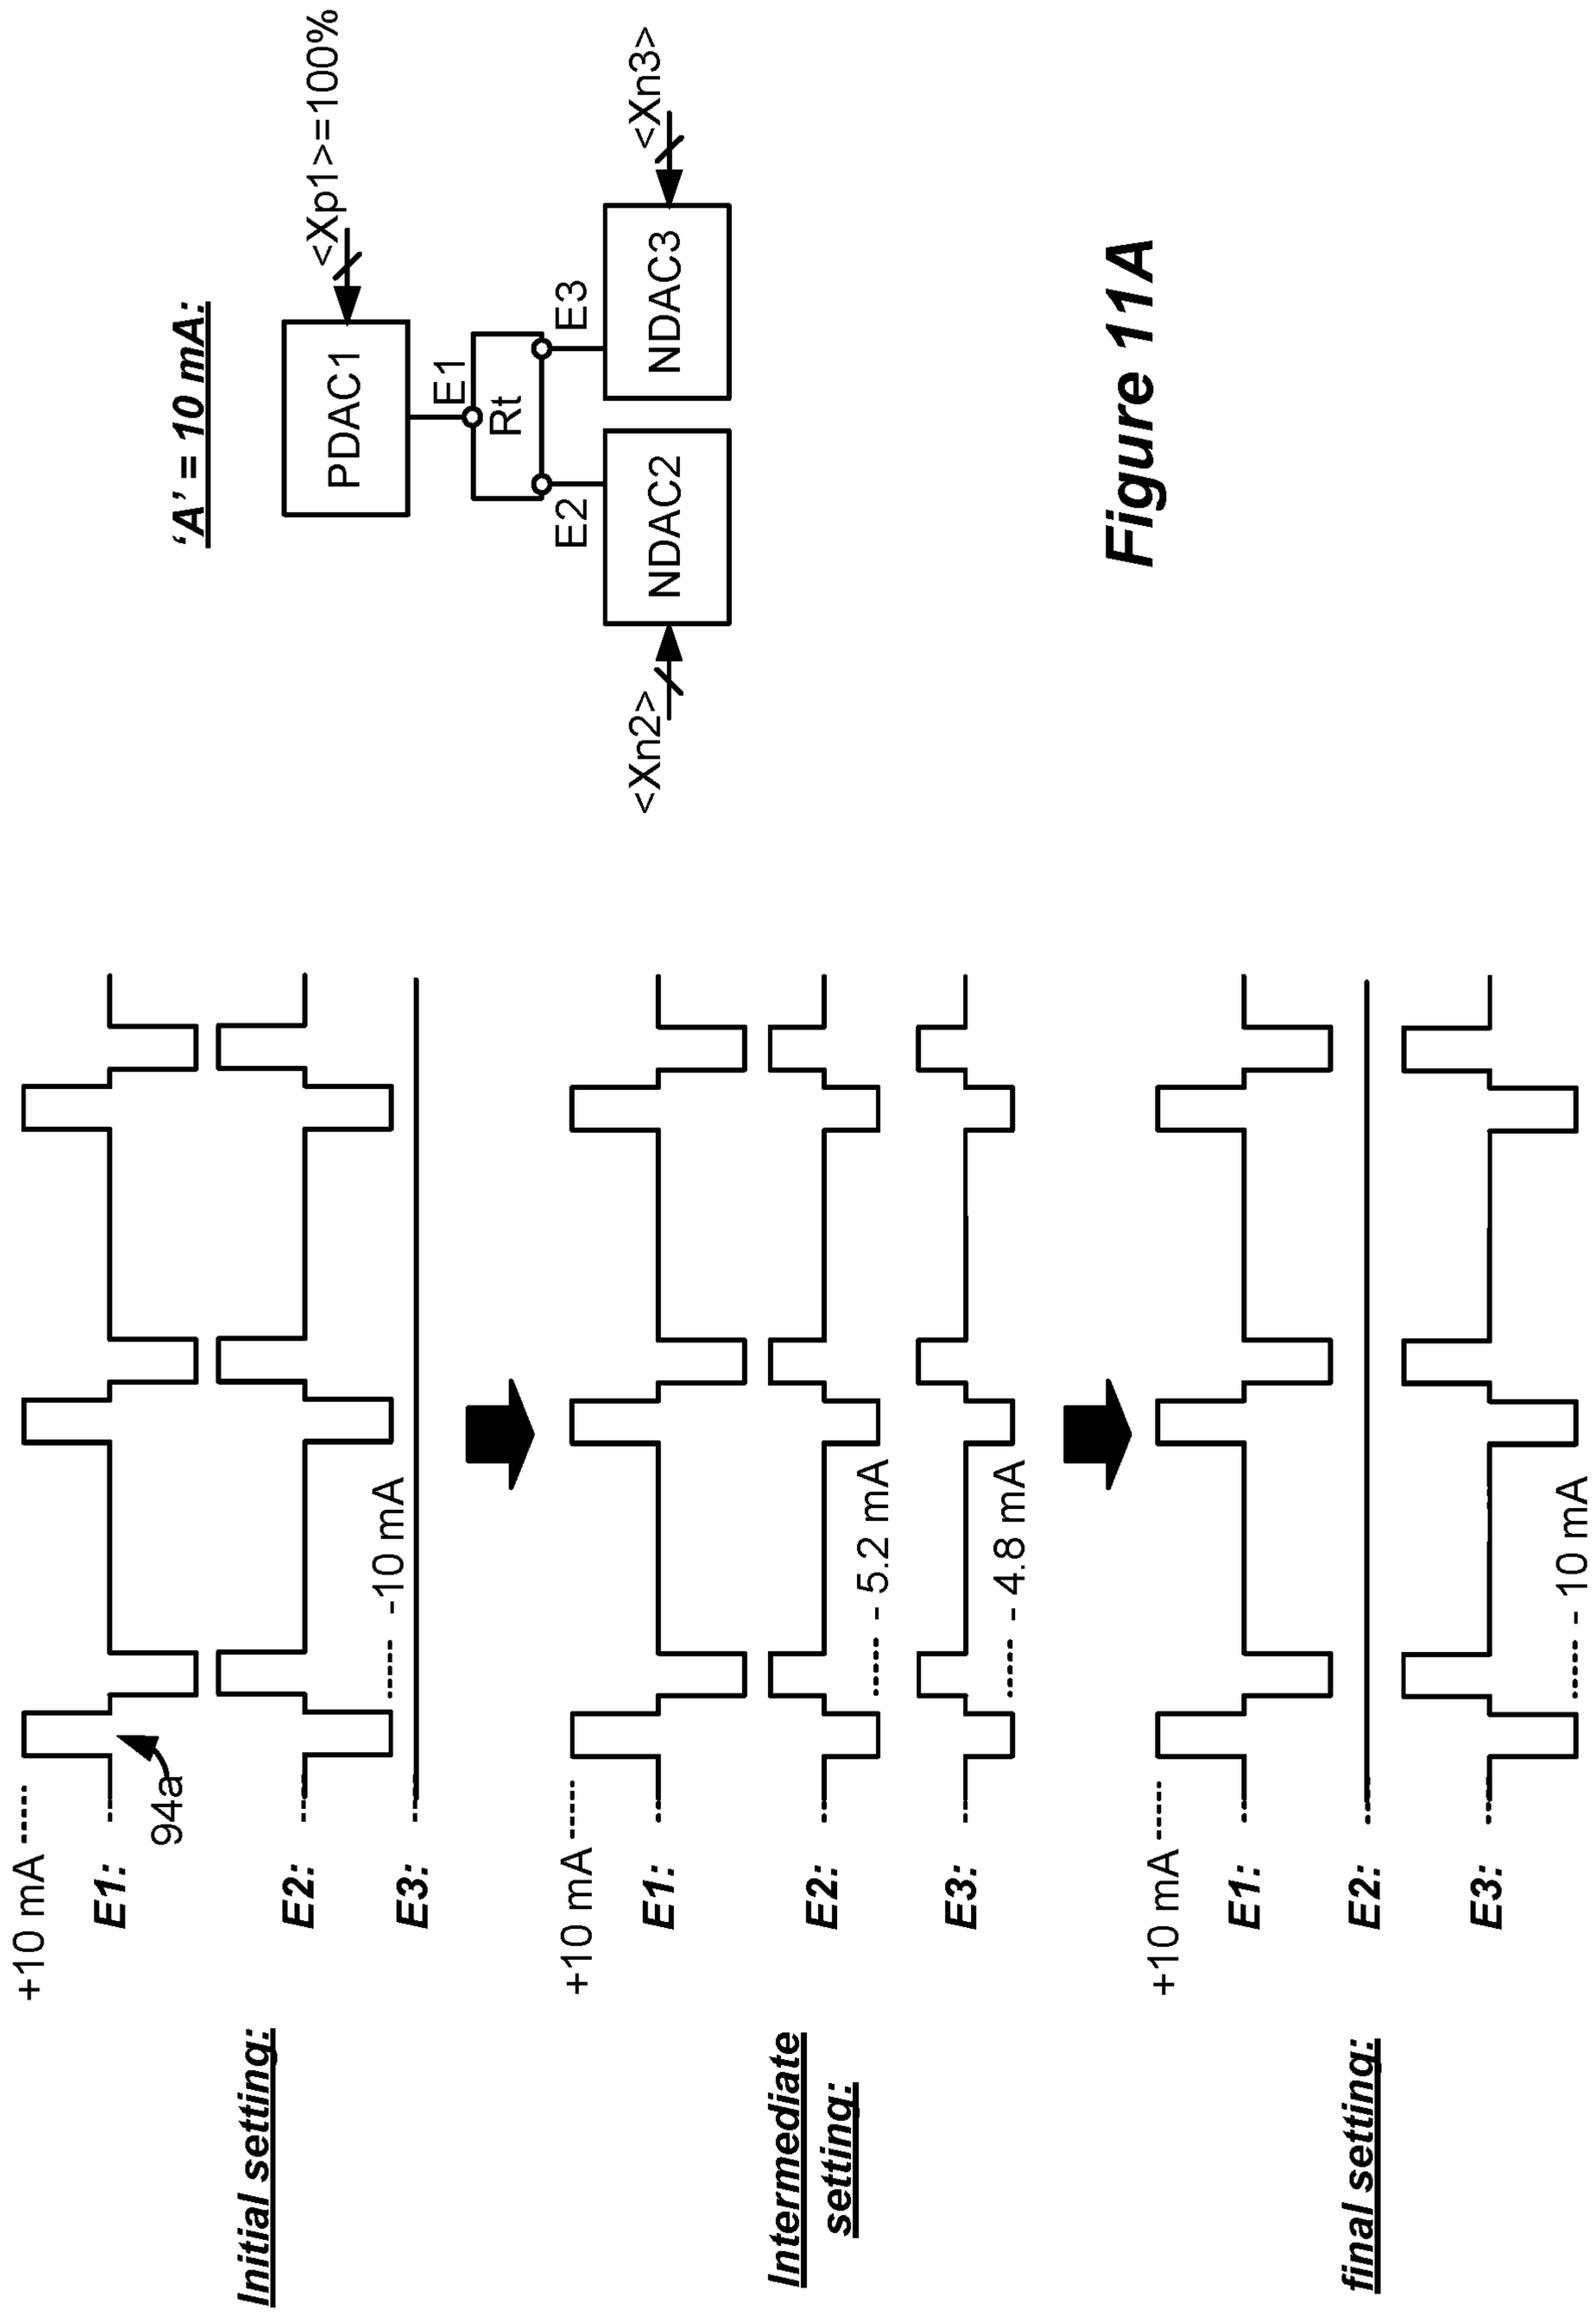 Initial setting:
+10 mA
E1:
94a
E2:
-10 mA
E3:
Intermediate
setting:
+10 mA
E1:
E2:
- 5.2 mA
E3:
- 4.8 mA
final setting:
+10 mA
E1:
E2:
E3:
- 10 mA
‘A’ = 10 mA:
<Xp1>=100%
PDAC1
E1
Rt
E2
E3
<Xn2>
NDAC2
NDAC3
<Xn3>
Figure 11A